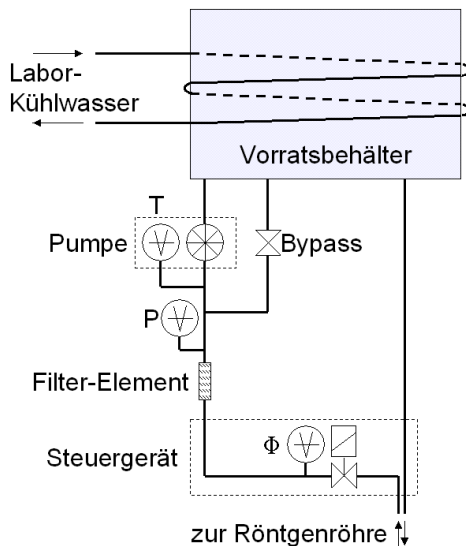 Labor-
Kühlwasser
Vorratsbehälter
T
Pumpe
Bypass
P
Filter-Element
Φ
Steuergerät
zur Röntgenröhre